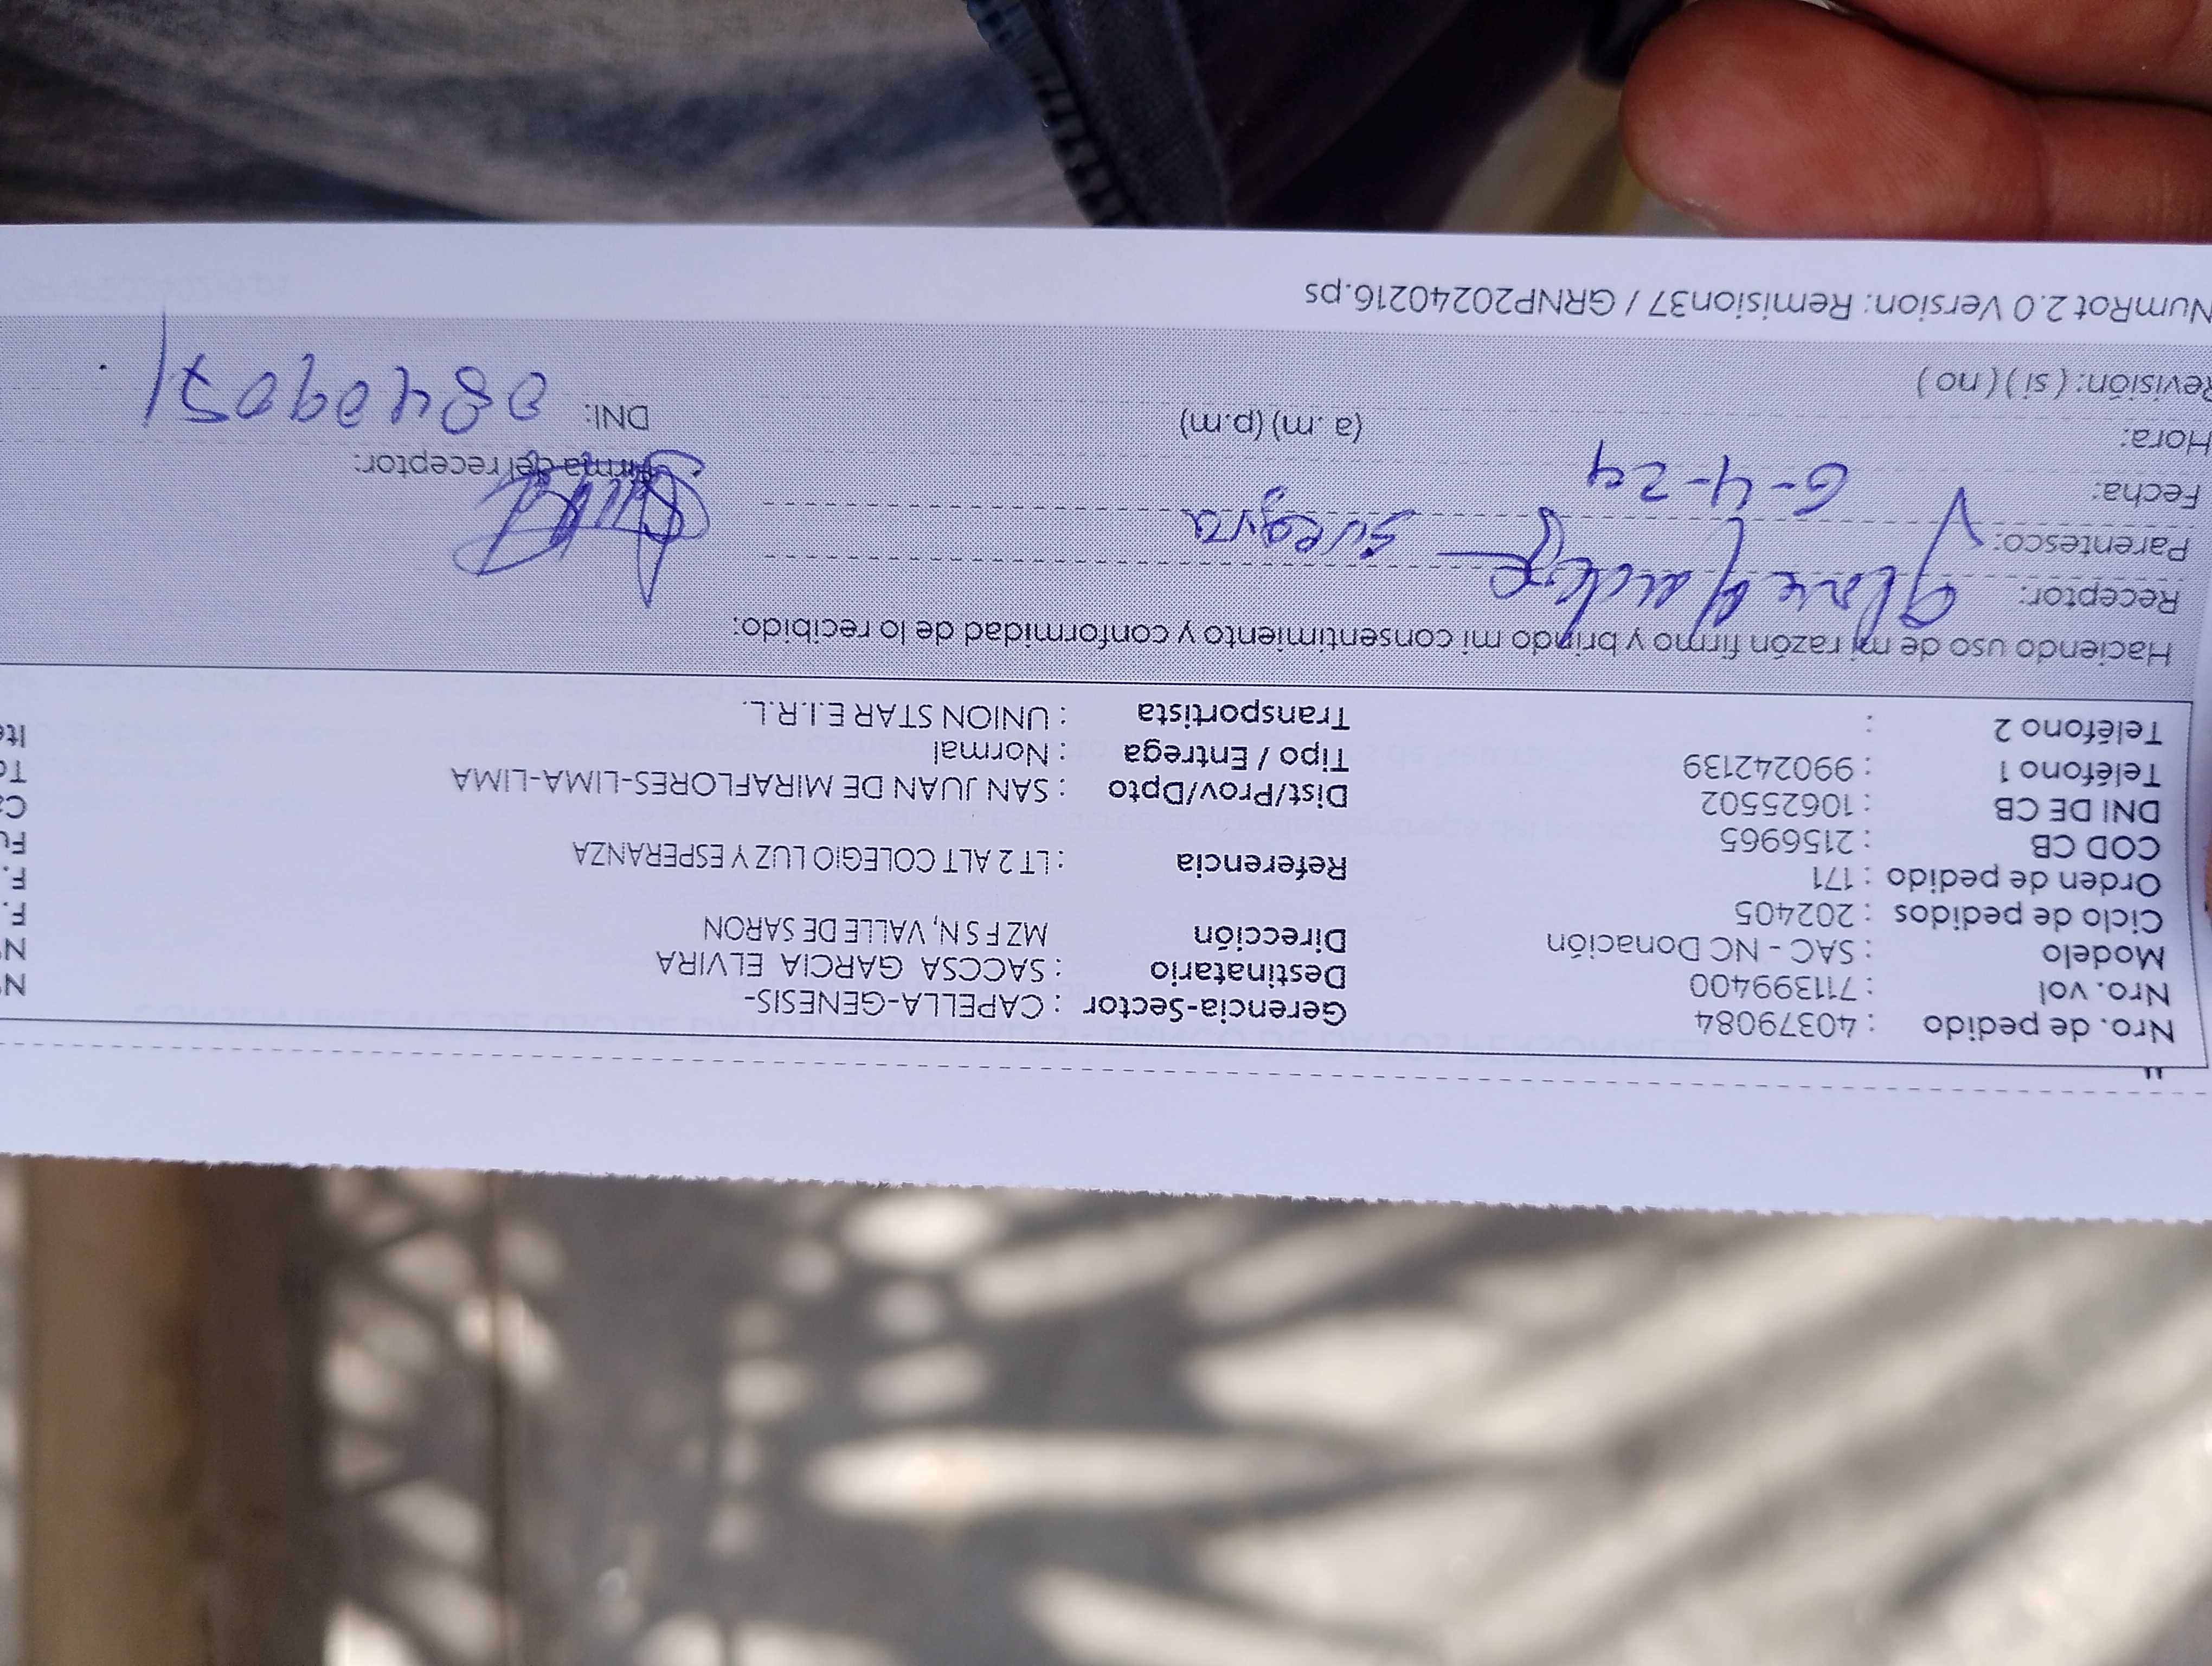 Nro. de pedido : 40379084
Nro. vol : 711399400
Modelo : SAC - NC Donación
Ciclo de pedidos : 202405
Orden de pedido : 171
COD CB : 2156965
DNI DE CB : 10625502
Teléfono 1 : 990242139
Teléfono 2 :
Gerencia-Sector : CAPELLA-GENESIS-
Destinatario : SACCSA GARCIA ELVIRA
Dirección MZ F SN, VALLE DE SARON
Referencia : LT 2 ALT COLEGIO LUZ Y ESPERANZA
Dist/Prov/Dpto : SAN JUAN DE MIRAFLORES-LIMA-LIMA
Tipo / Entrega : Normal
Transportista : UNION STAR E.I.R.L.
Haciendo uso de mi razón firmo y brindo mi consentimiento y conformidad de lo recibido:
Receptor:
Parentesco: suegra
Fecha: 6-4-24
Hora: (a. m) (p.m)
Revisión: ( si ) ( no )
Firma del receptor:
DNI: 08409071
NumRot 2.0 Version: Remision37 / GRNP20240216.ps